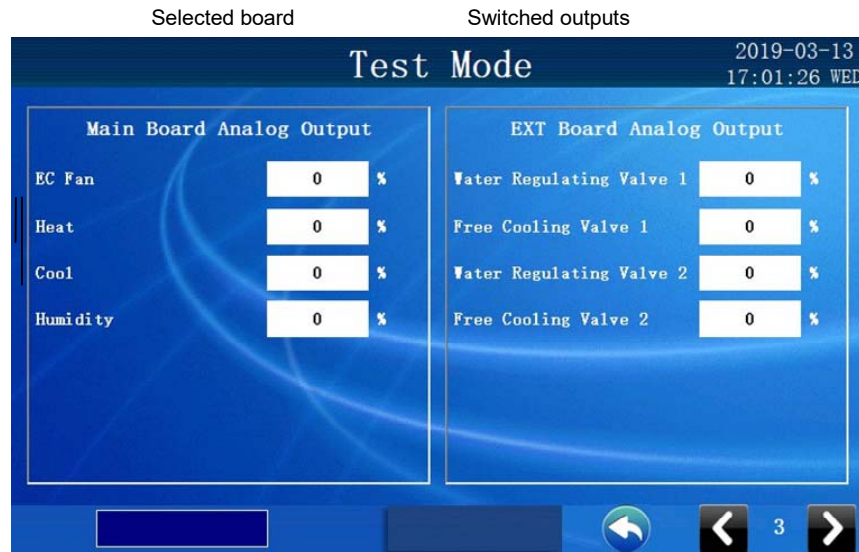 Selected board Switched outputs
Test Mode
2019-03-13
17:01:26 WED
Main Board Analog Output
EC Fan 0 %
Heat 0 %
Cool 0 %
Humidity 0 %
EXT Board Analog Output
Water Regulating Valve 1 0 %
Free Cooling Valve 1 0 %
Water Regulating Valve 2 0 %
Free Cooling Valve 2 0 %
3